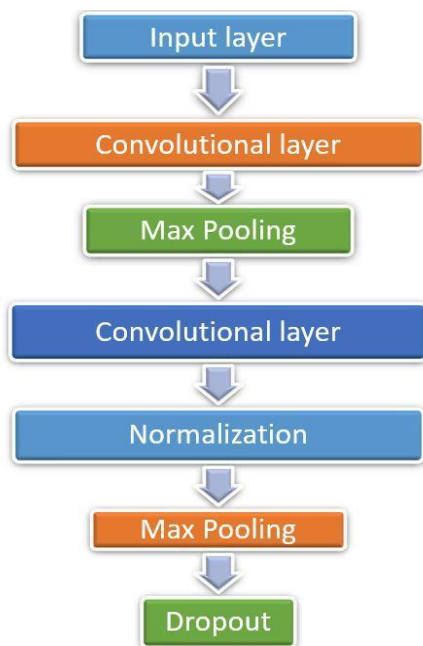 Input layer
Convolutional layer
Max Pooling
Convolutional layer
Normalization
Max Pooling
Dropout